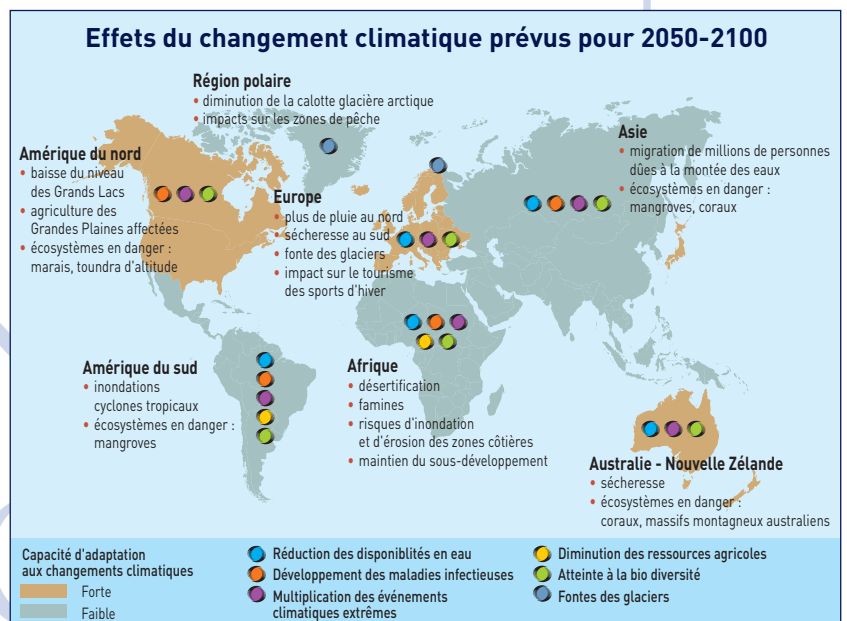 Effets du changement climatique prévus pour 2050-2100
Région polaire
• diminution de la calotte glacière arctique
• impacts sur les zones de pêche
Amérique du nord
• baisse du niveau
des Grands Lacs
• agriculture des
Grandes Plaines affectées
• écosystèmes en danger :
marais, toundra d'altitude
Europe
• plus de pluie au nord
• sécheresse au sud
• fonte des glaciers
• impact sur le tourisme
des sports d'hiver
Asie
• migration de millions de personnes
dûes à la montée des eaux
• écosystèmes en danger :
mangroves, coraux
Amérique du sud
• inondations
cyclones tropicaux
• écosystèmes en danger :
mangroves
Afrique
• désertification
• famines
• risques d'inondation
et d'érosion des zones côtières
• maintien du sous-développement
Australie - Nouvelle Zélande
• sécheresse
• écosystèmes en danger :
coraux, massifs montagneux australiens
Capacité d'adaptation
aux changements climatiques
Forte
Faible
Réduction des disponiblités en eau
Développement des maladies infectieuses
Multiplication des événements
climatiques extrêmes
Diminution des ressources agricoles
Atteinte à la bio diversité
Fontes des glaciers